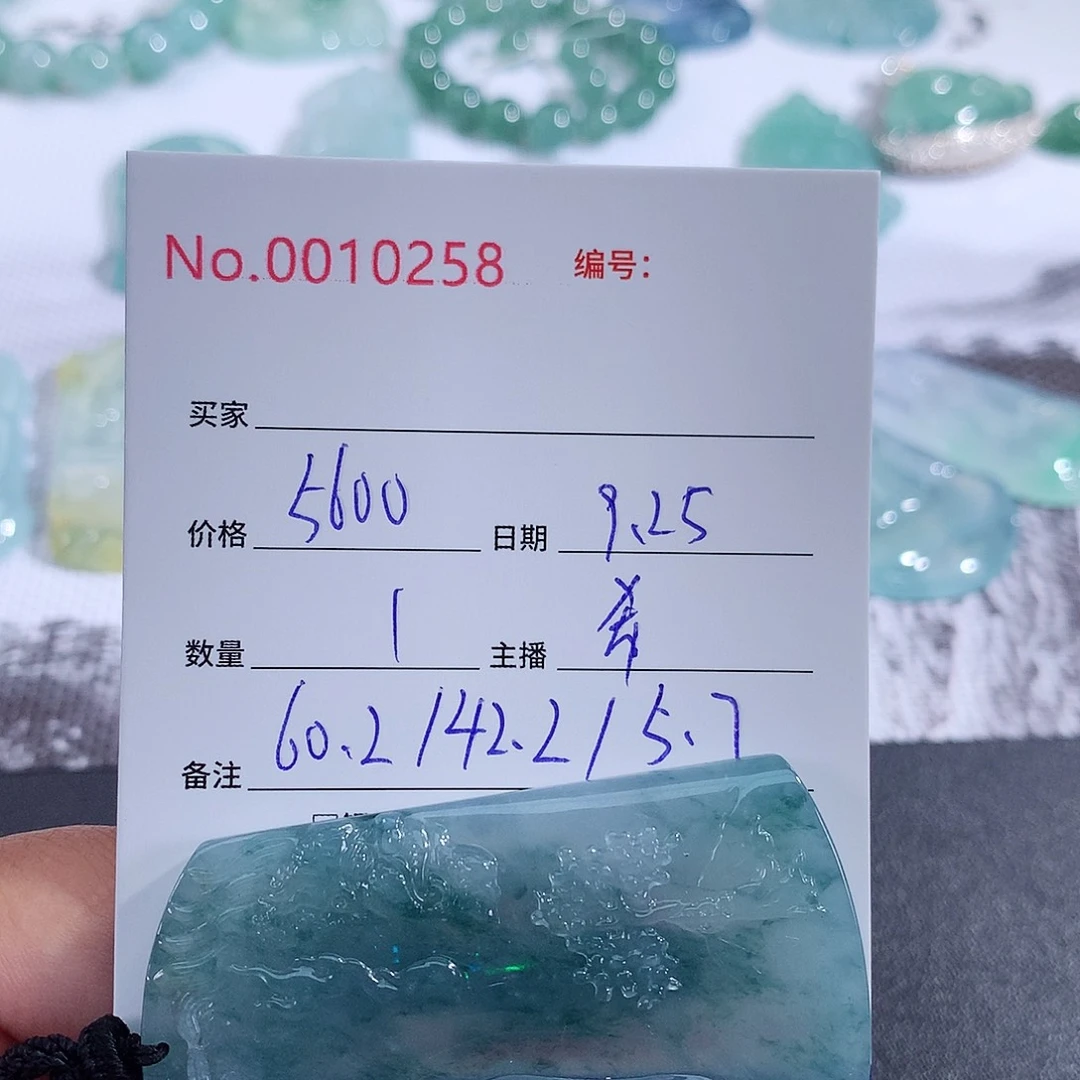 No.0010258 编号:
买家
价格 5600 日期 9.25
数量 1 主播
备注 60.2/42.2/5.7